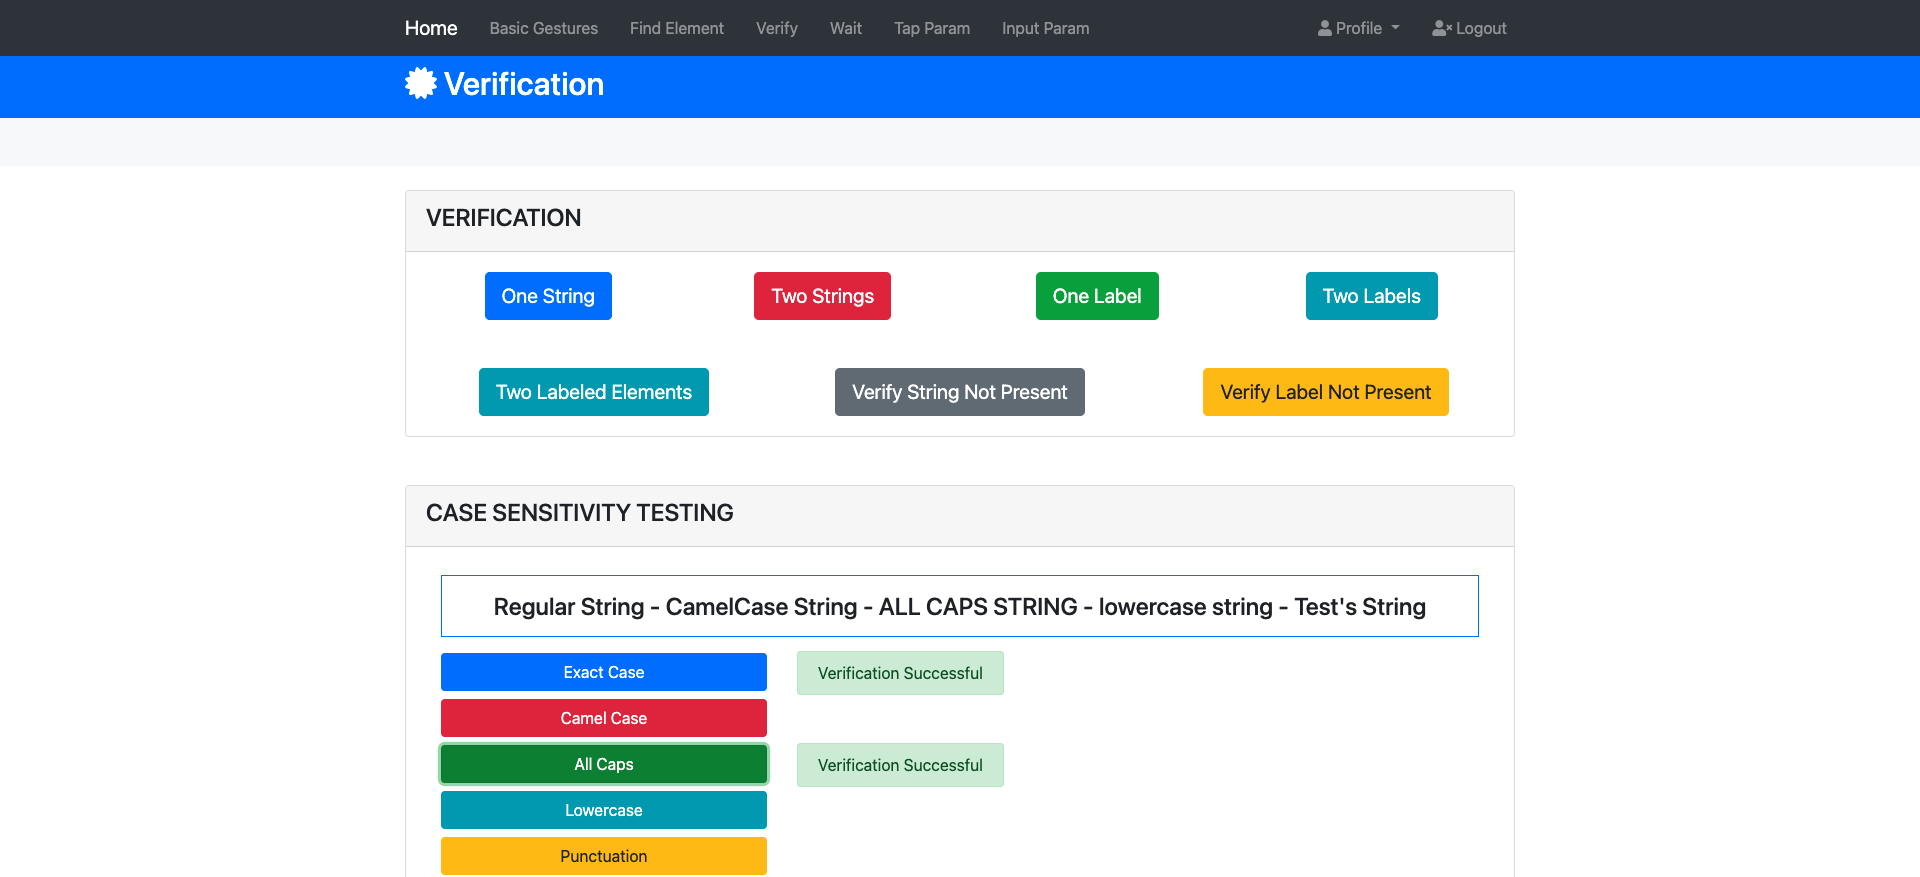 Home Basic Gestures Find Element Verify Wait Tap Param Input Param Profile Logout
Verification
VERIFICATION
One String Two Strings One Label Two Labels
Two Labeled Elements Verify String Not Present Verify Label Not Present
CASE SENSITIVITY TESTING
Regular String - CamelCase String - ALL CAPS STRING - lowercase string - Test's String
Exact Case Verification Successful
Camel Case
All Caps Verification Successful
Lowercase
Punctuation